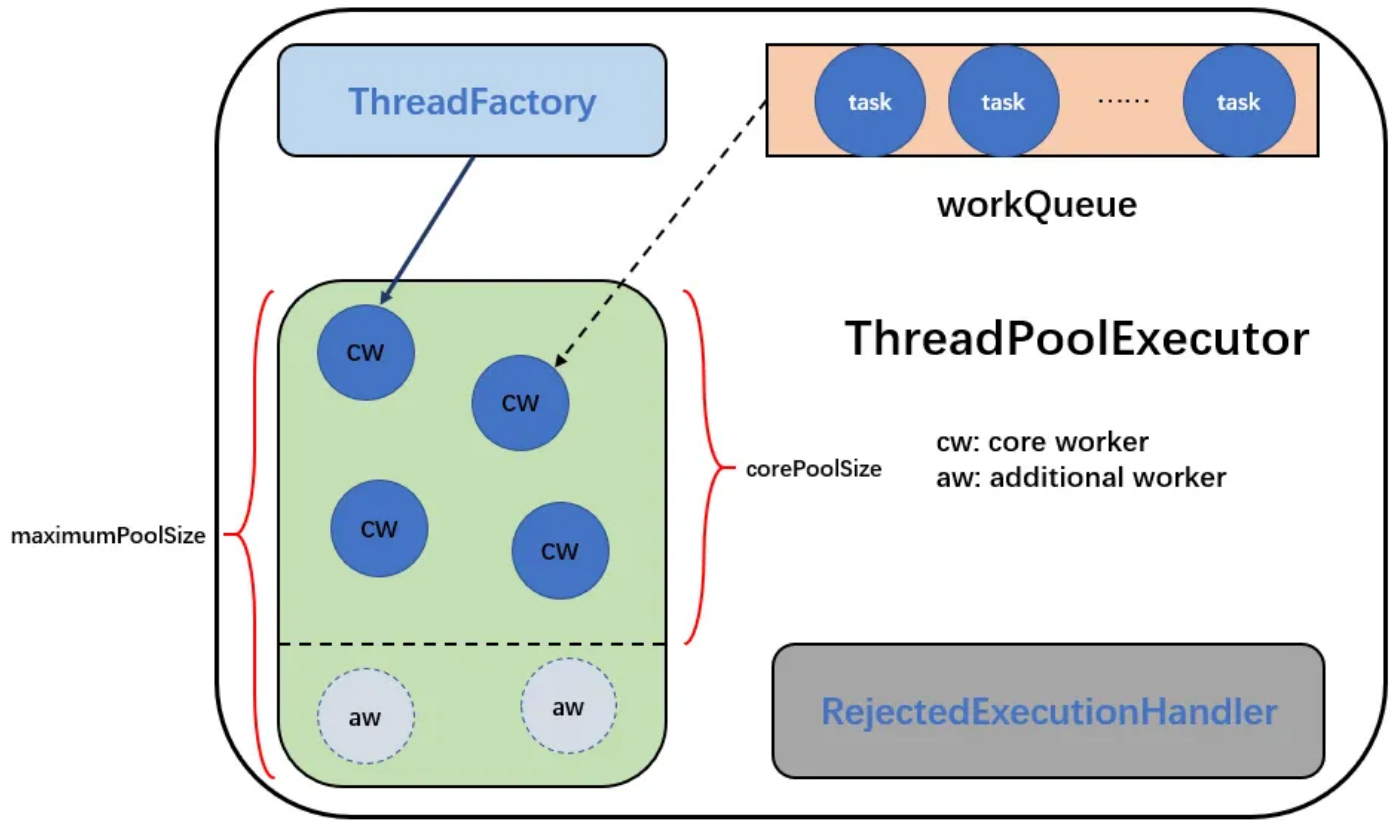 ThreadFactory
task
task
……
task
workQueue
ThreadPoolExecutor
cw
cw
cw: core worker
aw: additional worker
corePoolSize
cw
cw
maximumPoolSize
aw
aw
RejectedExecutionHandler